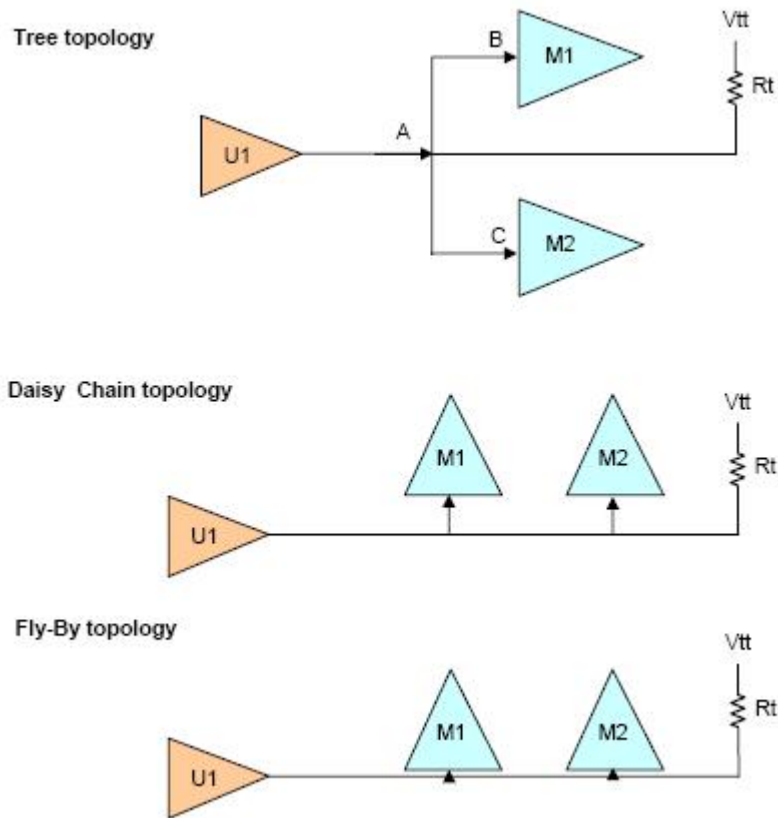 Tree topology
B
M1
Vtt
Rt
A
U1
C
M2
Daisy Chain topology
Vtt
M1
M2
Rt
U1
Fly-By topology
Vtt
M1
M2
Rt
U1